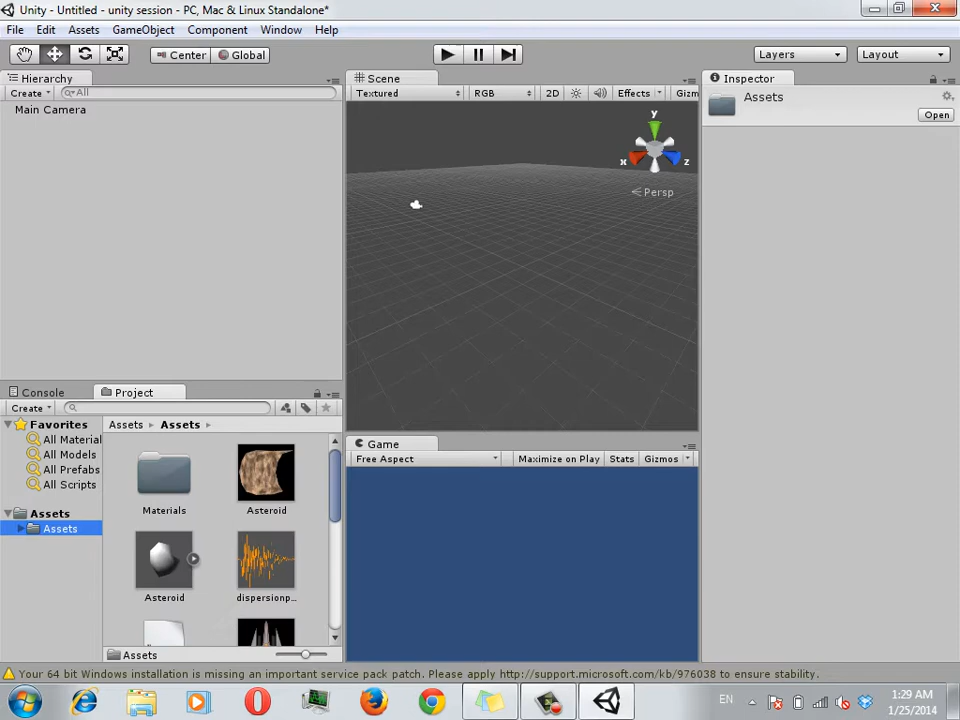 Unity - Untitled - unity session - PC, Mac & Linux Standalone*
File Edit Assets GameObject Component Window Help
Center Global Layers Layout
Hierarchy
Create All
Main Camera
Scene
Textured RGB 2D Effects Gizm
y
x z
Persp
Inspector
Assets
Open
Console Project
Create
Favorites
All Material
All Models
All Prefabs
All Scripts
Assets
Assets
Assets Assets
Materials Asteroid
Asteroid dispersionp...
Assets
Game
Free Aspect Maximize on Play Stats Gizmos
Your 64 bit Windows installation is missing an important service pack patch. Please apply http://support.microsoft.com/kb/976038 to ensure stability.
EN
1:29 AM
1/25/2014